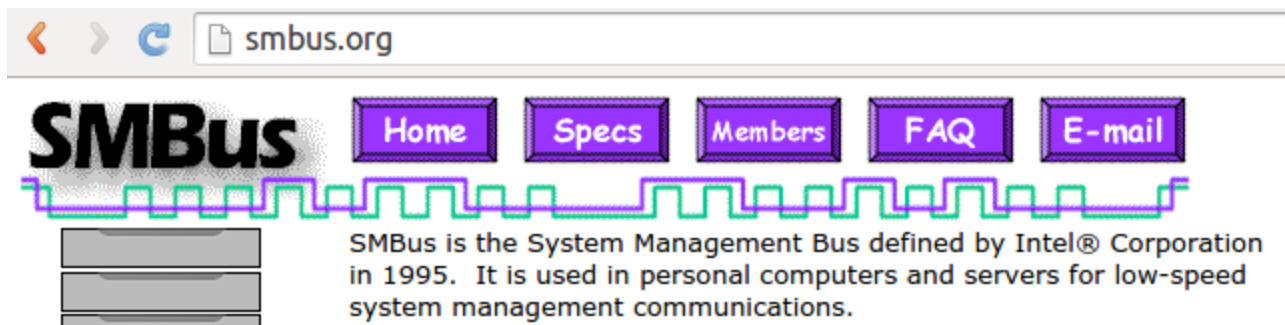 smbus.org
SMBus
Home
Specs
Members
FAQ
E-mail
SMBus is the System Management Bus defined by Intel® Corporation
in 1995. It is used in personal computers and servers for low-speed
system management communications.